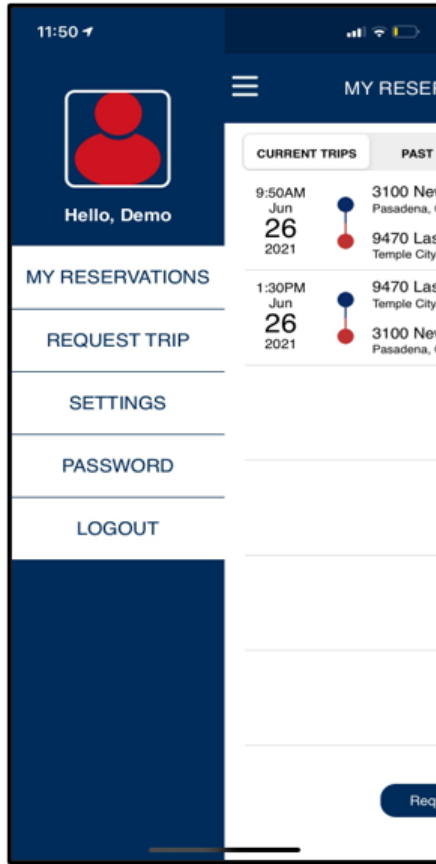 11:50
MY RESER
Hello, Demo
MY RESERVATIONS
REQUEST TRIP
SETTINGS
PASSWORD
LOGOUT
CURRENT TRIPS
PAST
9:50AM
Jun
26
2021
3100 Ne
Pasadena,
9470 Las
Temple City
1:30PM
Jun
26
2021
9470 Las
Temple City
3100 Ne
Pasadena,
Req